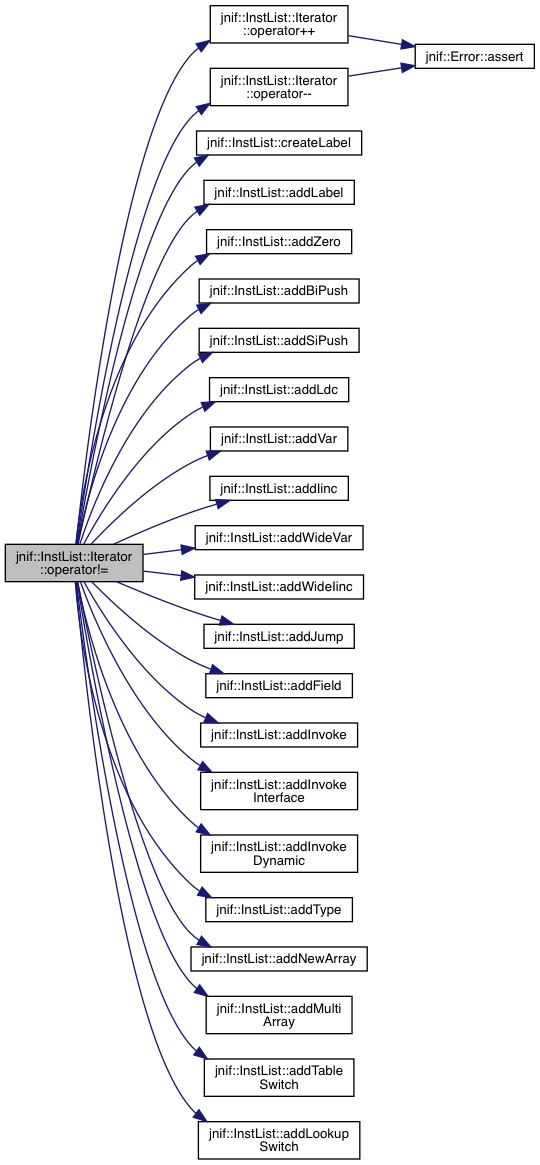 jnif::InstList::Iterator
::operator++
jnif::Error::assert
jnif::InstList::Iterator
::operator--
jnif::InstList::createLabel
jnif::InstList::addLabel
jnif::InstList::addZero
jnif::InstList::addBiPush
jnif::InstList::addSiPush
jnif::InstList::addLdc
jnif::InstList::addVar
jnif::InstList::addIinc
jnif::InstList::addWideVar
jnif::InstList::Iterator
::operator!=
jnif::InstList::addWideIinc
jnif::InstList::addJump
jnif::InstList::addField
jnif::InstList::addInvoke
jnif::InstList::addInvoke
Interface
jnif::InstList::addInvoke
Dynamic
jnif::InstList::addType
jnif::InstList::addNewArray
jnif::InstList::addMulti
Array
jnif::InstList::addTable
Switch
jnif::InstList::addLookup
Switch